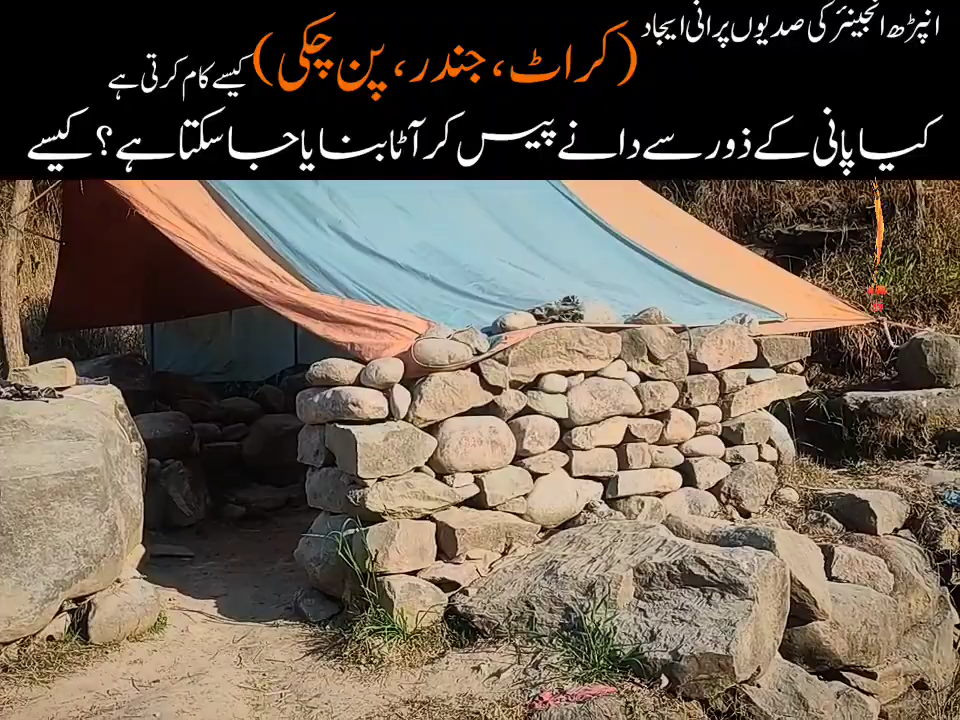 انپڑھ انجینئر کی صدیوں پرانی ایجاد
(کراٹ، جندر، پن چکی) کیسے کام کرتی ہے
کیا پانی کے ذور سے دانے پیس کر آٹا بنایا جا سکتا ہے؟ کیسے